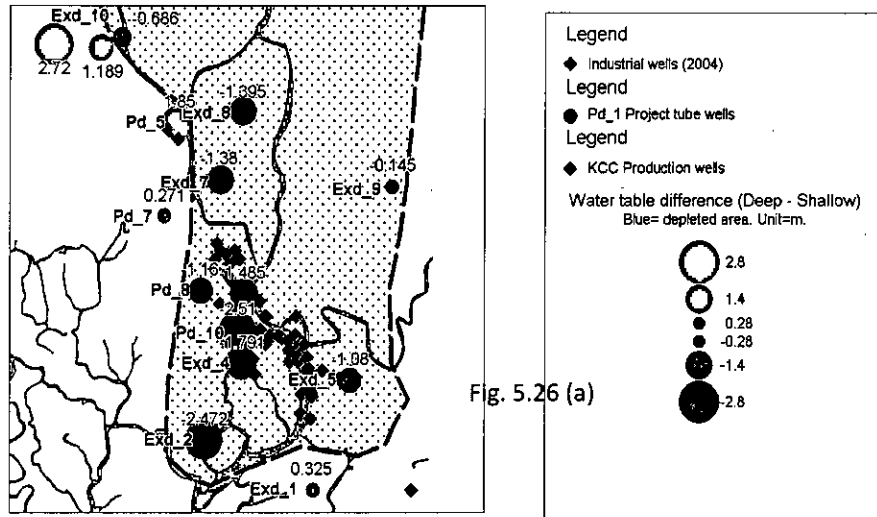 Exd_10
-0.686
2.72
1.189
1.85
Pd_5
-1.395
Exd_8
-1.38
Exd_7
-0.145
Exd_9
0.271
Pd_7
1.16
Pd_8
1.485
2.51
Pd_10
1.791
Exd_4
-1.08
Exd_5
2.472
Exd_2
0.325
Exd_1
Fig. 5.26 (a)
Legend
Industrial wells (2004)
Legend
Pd_1 Project tube wells
Legend
KCC Production wells
Water table difference (Deep - Shallow)
Blue= depleted area. Unit=m.
2.8
1.4
0.28
-0.28
-1.4
-2.8